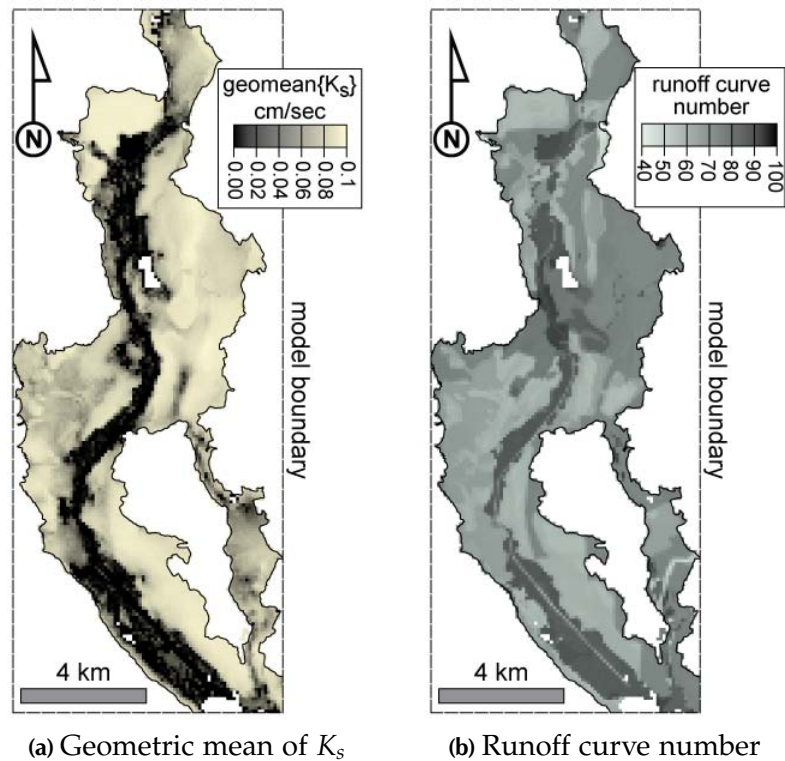 N
geomean{Ks}
cm/sec
0.00
0.02
0.04
0.06
0.08
0.1
model boundary
4 km
(a) Geometric mean of Ks
N
runoff curve
number
40
50
60
70
80
90
100
model boundary
4 km
(b) Runoff curve number